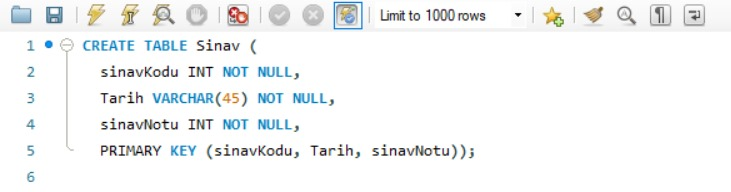 Limit to 1000 rows
1 CREATE TABLE Sinav (
2 sinavKodu INT NOT NULL,
3 Tarih VARCHAR(45) NOT NULL,
4 sinavNotu INT NOT NULL,
5 PRIMARY KEY (sinavKodu, Tarih, sinavNotu));
6